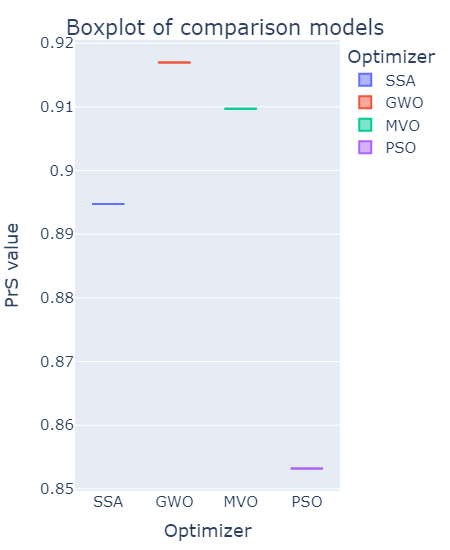 Boxplot of comparison models
0.92
0.91
0.9
0.89
0.88
0.87
0.86
0.85
PrS value
SSA
GWO
MVO
PSO
Optimizer
Optimizer
SSA
GWO
MVO
PSO